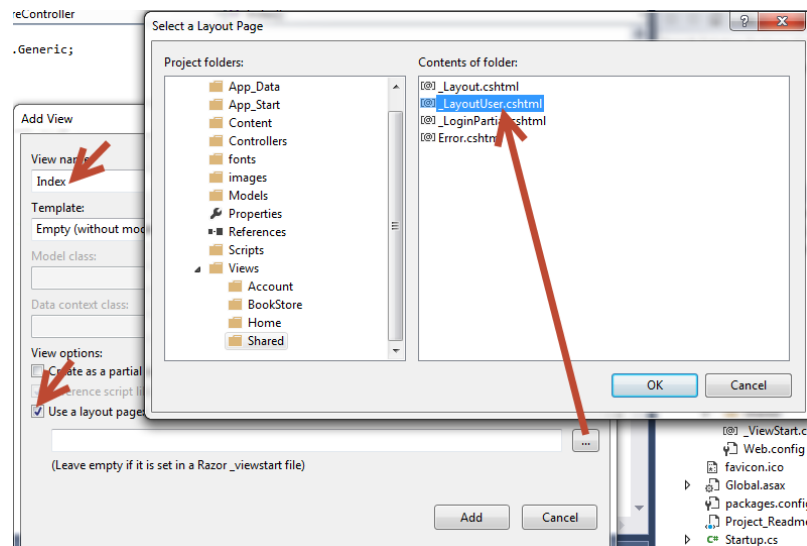 reController
.Generic;
Select a Layout Page
?
Project folders:
App_Data
App_Start
Content
Controllers
fonts
images
Models
Properties
References
Scripts
Views
Account
BookStore
Home
Shared
Contents of folder:
_Layout.cshtml
_LayoutUser.cshtml
_LoginPartial.cshtml
Error.cshtml
OK
Cancel
Add View
View name
Index
Template:
Empty (without mod
Model class:
Data context class:
View options:
Create as a partial
Reference script lib
Use a layout page:
...
(Leave empty if it is set in a Razor _viewstart file)
Add
Cancel
_ViewStart.c
Web.config
favicon.ico
Global.asax
packages.config
Project_Readme
C# Startup.cs